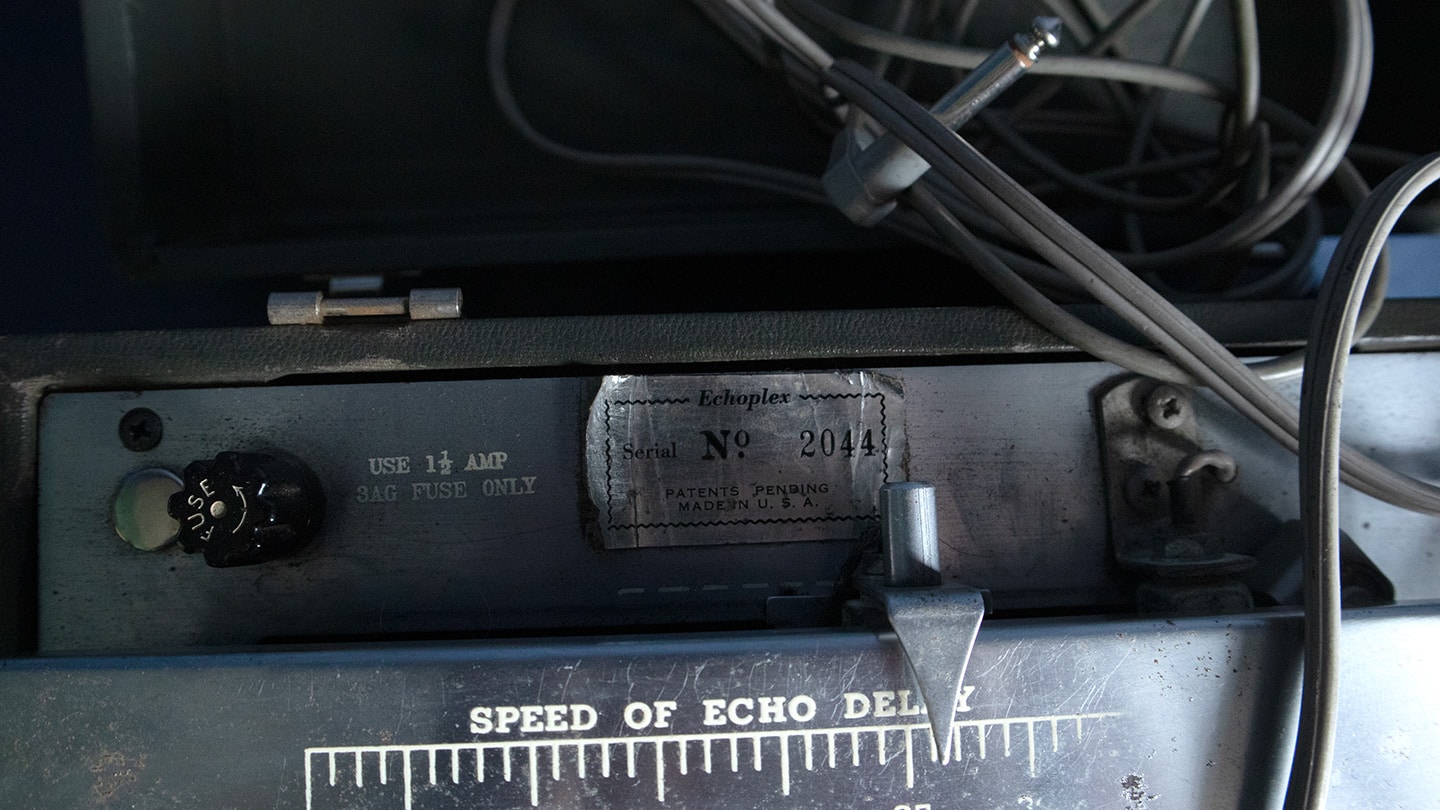 Echoplex
Serial Nº 2044
PATENTS PENDING
MADE IN U. S. A.
USE 1½ AMP
3AG FUSE ONLY
FUSE
SPEED OF ECHO DELAY